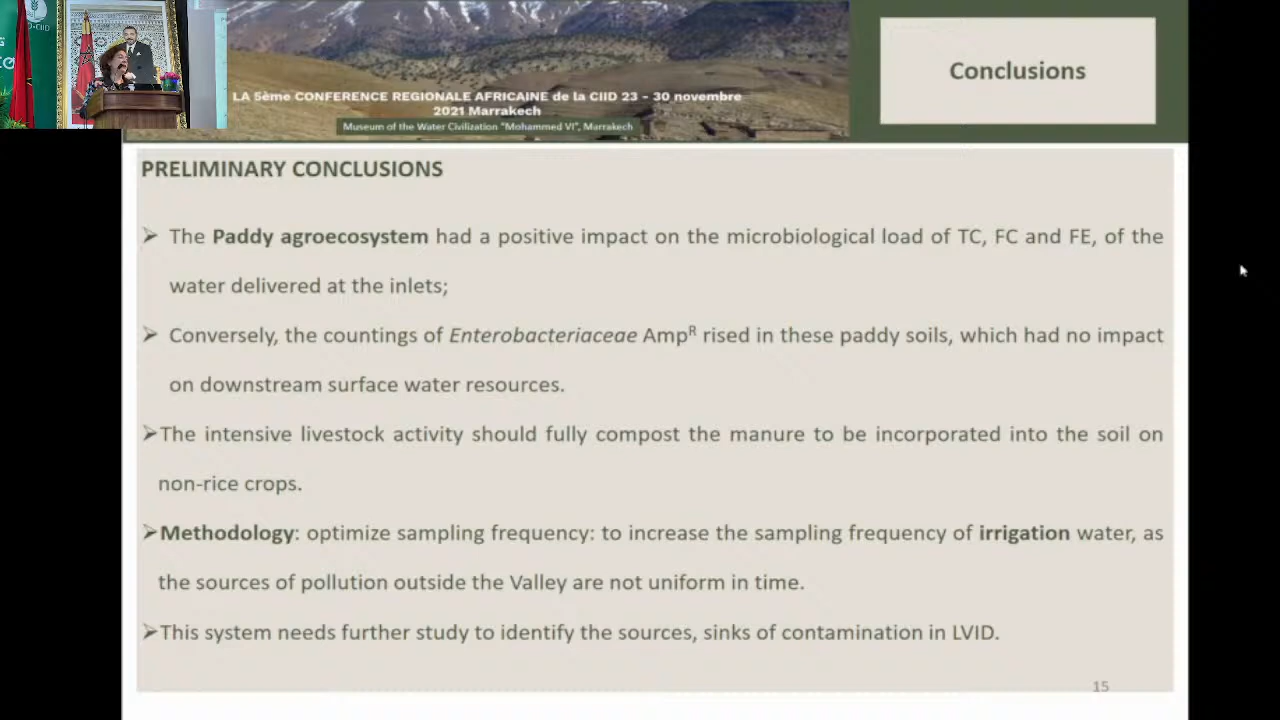 LA 5ème CONFERENCE REGIONALE AFRICAINE de la CIID 23 – 30 novembre
2021 Marrakech
Museum of the Water Civilization "Mohammed VI", Marrakech
Conclusions
PRELIMINARY CONCLUSIONS
➢ The Paddy agroecosystem had a positive impact on the microbiological load of TC, FC and FE, of the
water delivered at the inlets;
➢ Conversely, the countings of Enterobacteriaceae Ampᴿ rised in these paddy soils, which had no impact
on downstream surface water resources.
➢The intensive livestock activity should fully compost the manure to be incorporated into the soil on
non-rice crops.
➢Methodology: optimize sampling frequency: to increase the sampling frequency of irrigation water, as
the sources of pollution outside the Valley are not uniform in time.
➢This system needs further study to identify the sources, sinks of contamination in LVID.
15